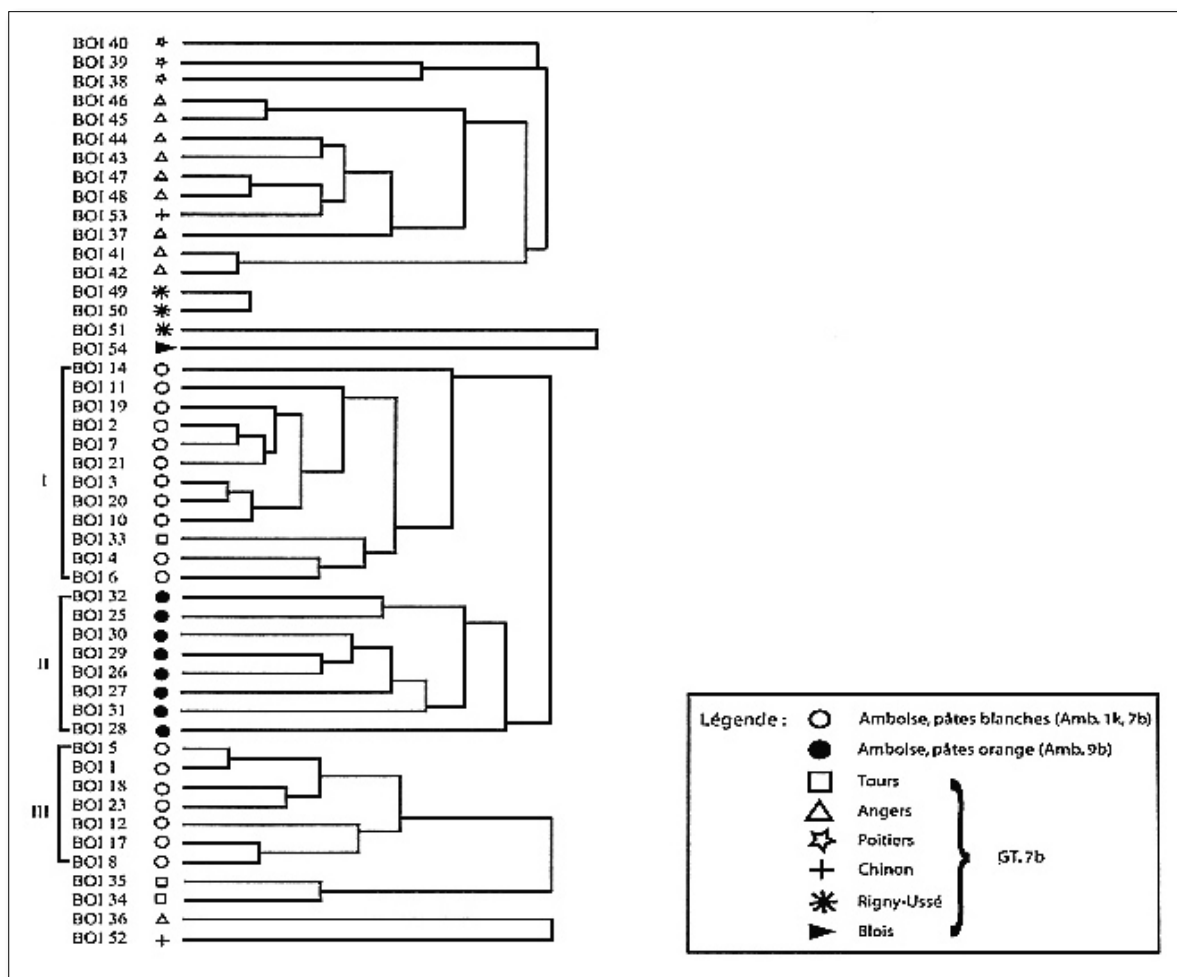 BOI 40
BOI 39
BOI 38
BOI 46
BOI 45
BOI 44
BOI 43
BOI 47
BOI 48
BOI 53
BOI 37
BOI 41
BOI 42
BOI 49
BOI 50
BOI 51
BOI 54
BOI 14
BOI 11
BOI 19
BOI 2
BOI 7
BOI 21
I
BOI 3
BOI 20
BOI 10
BOI 33
BOI 4
BOI 6
BOI 32
BOI 25
BOI 30
BOI 29
II
BOI 26
BOI 27
BOI 31
BOI 28
BOI 5
BOI 1
BOI 18
BOI 23
III
BOI 12
BOI 17
BOI 8
BOI 35
BOI 34
BOI 36
BOI 52
Légende :
Amboise, pâtes blanches (Amb. 1k, 7b)
Amboise, pâtes orange (Amb. 9b)
Tours
Angers
Poitiers
Chinon
Rigny-Ussé
Blois
GT. 7b